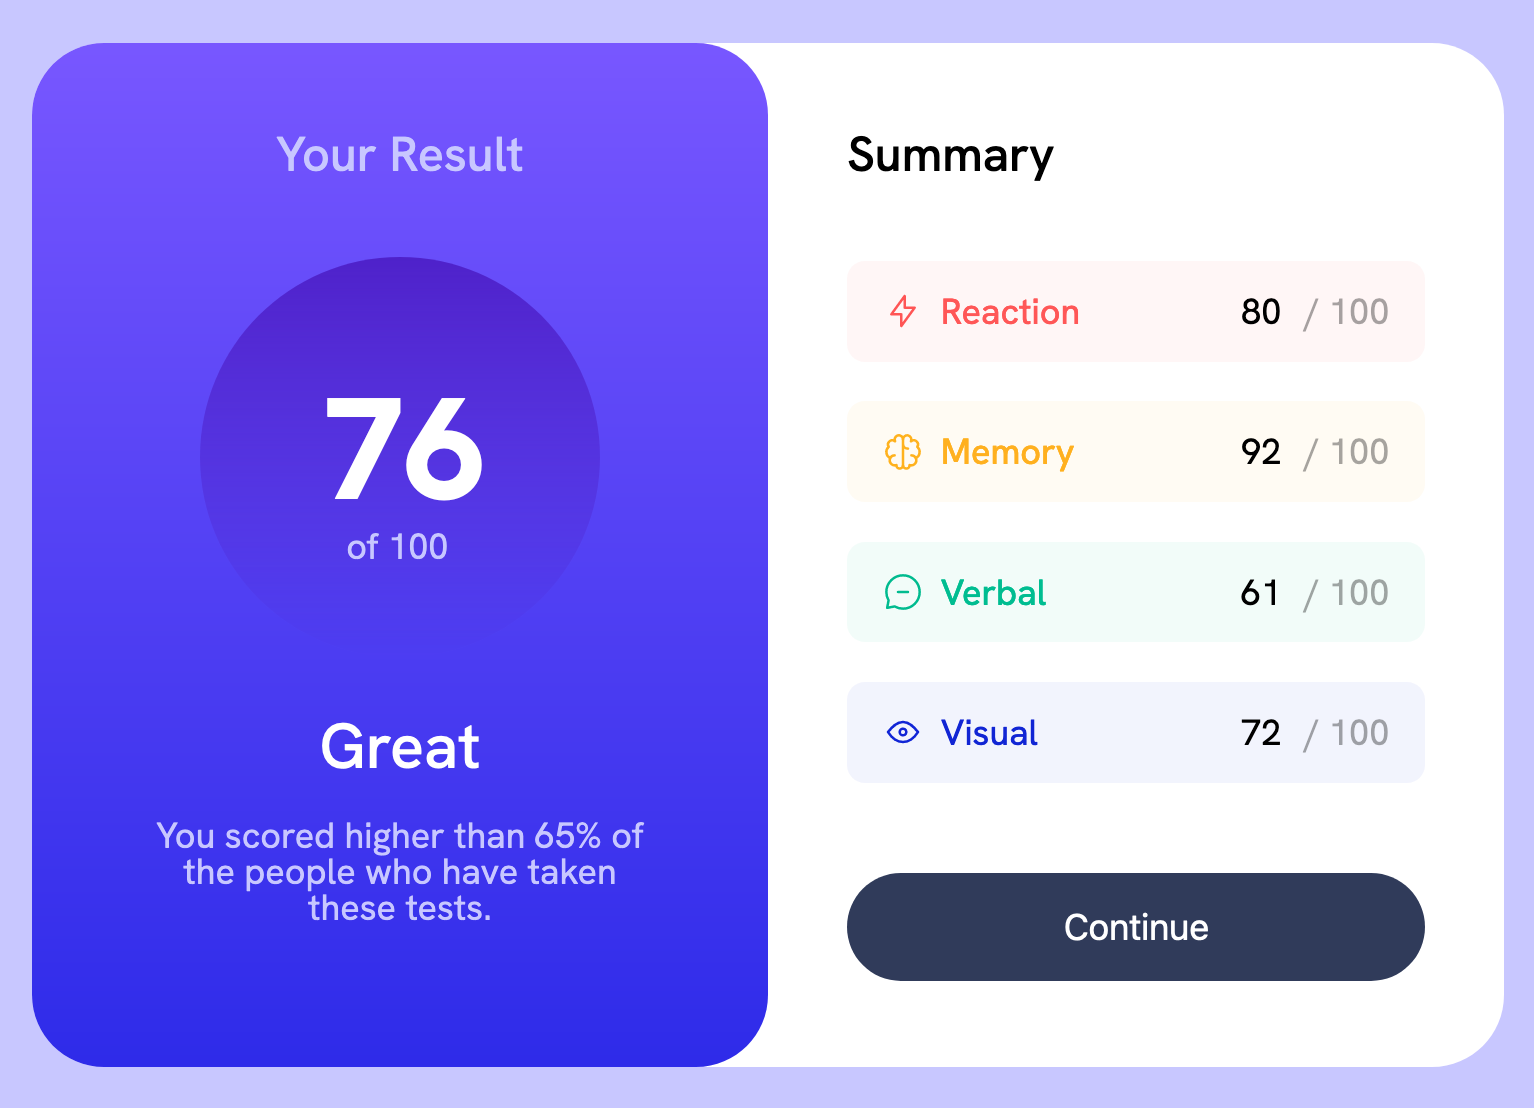 Your Result
76
of 100
Great
You scored higher than 65% of
the people who have taken
these tests.
Summary
Reaction 80 / 100
Memory 92 / 100
Verbal 61 / 100
Visual 72 / 100
Continue